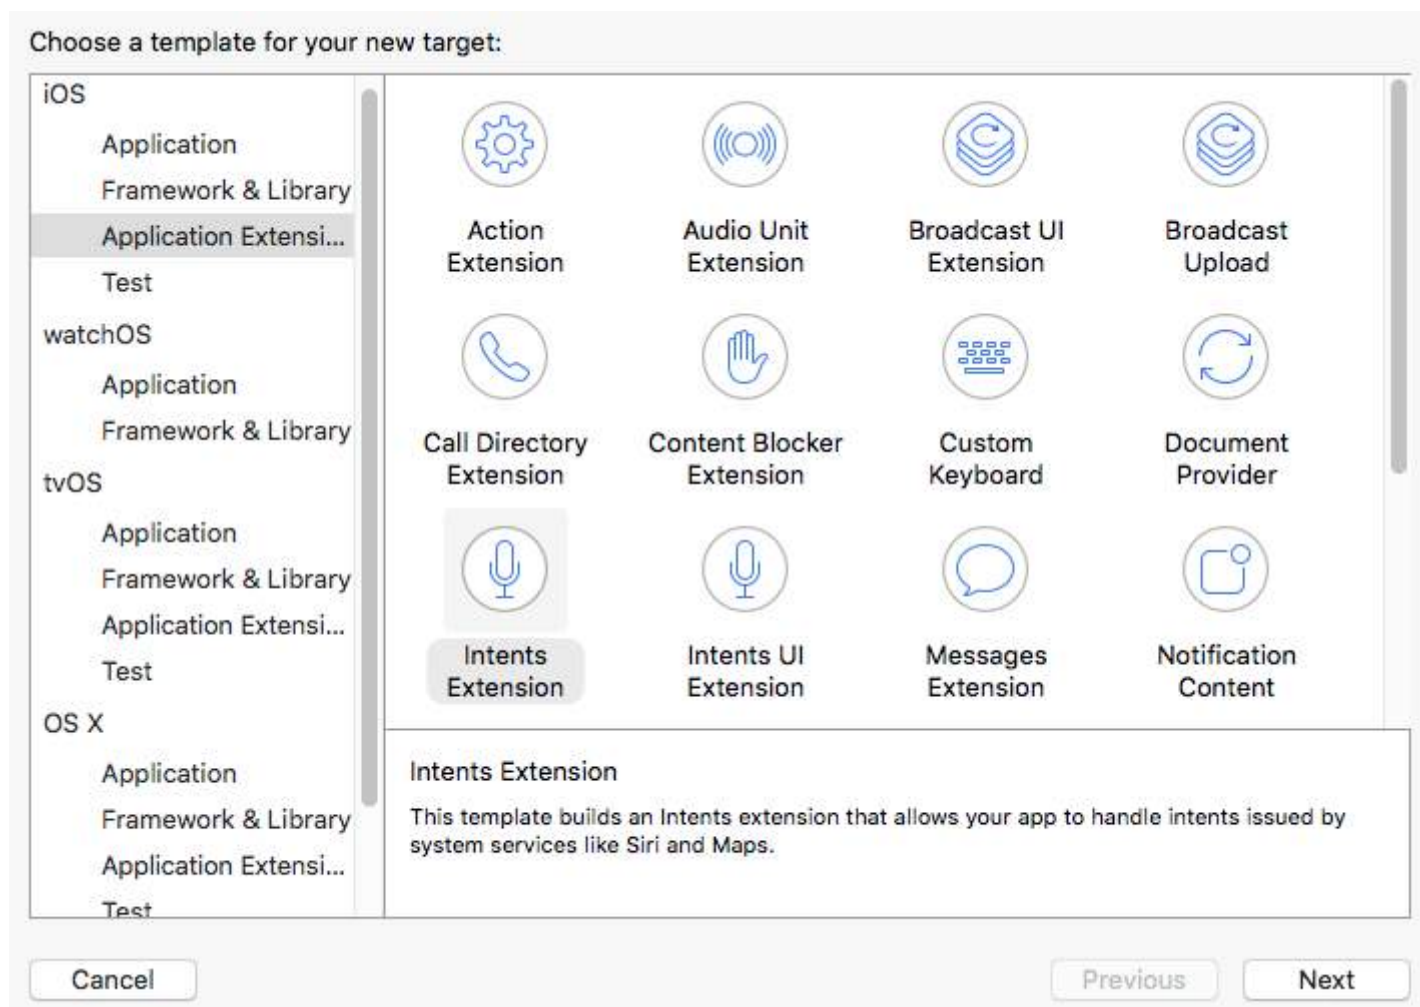 Choose a template for your new target:
iOS
Application
Framework & Library
Application Extensi...
Test
watchOS
Application
Framework & Library
tvOS
Application
Framework & Library
Application Extensi...
Test
OS X
Application
Framework & Library
Application Extensi...
Test
Action
Extension
Audio Unit
Extension
Broadcast UI
Extension
Broadcast
Upload
Call Directory
Extension
Content Blocker
Extension
Custom
Keyboard
Document
Provider
Intents
Extension
Intents UI
Extension
Messages
Extension
Notification
Content
Intents Extension
This template builds an Intents extension that allows your app to handle intents issued by
system services like Siri and Maps.
Cancel
Previous
Next